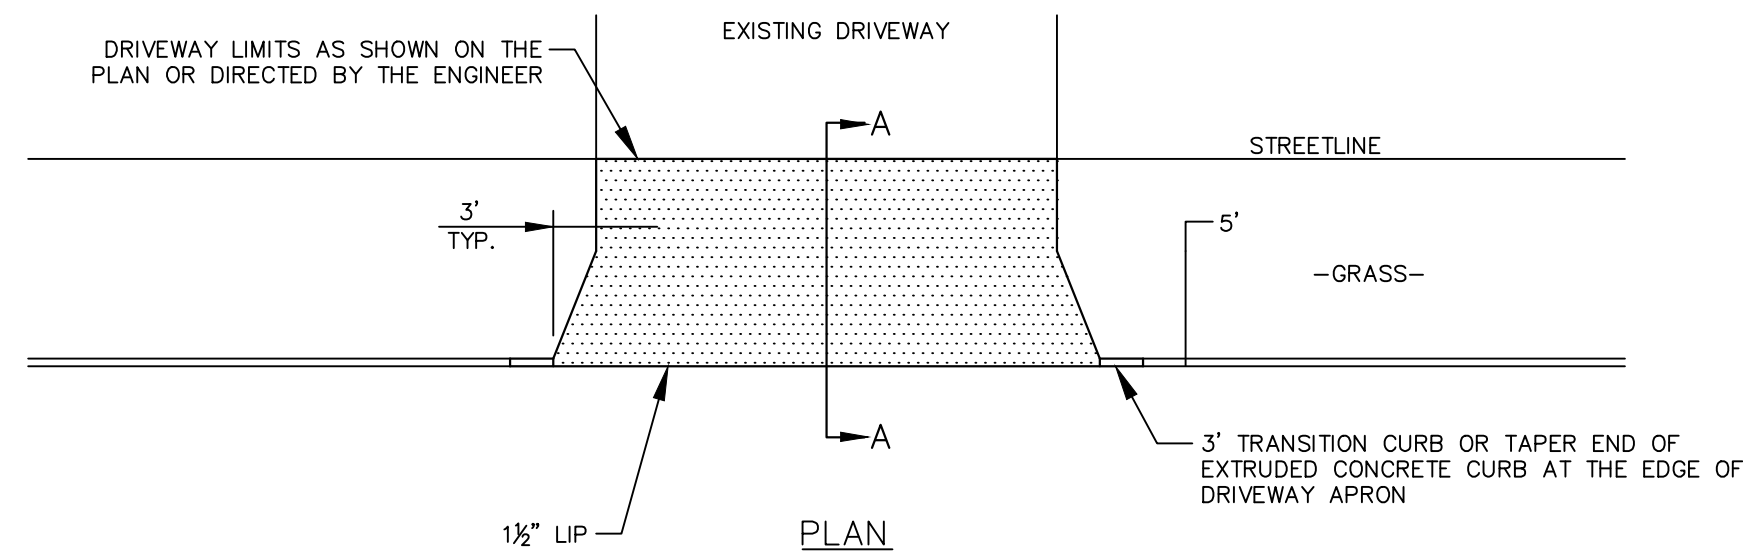 EXISTING DRIVEWAY
DRIVEWAY LIMITS AS SHOWN ON THE
PLAN OR DIRECTED BY THE ENGINEER
A
STREETLINE
3'
TYP.
5'
-GRASS-
A
3' TRANSITION CURB OR TAPER END OF
EXTRUDED CONCRETE CURB AT THE EDGE OF
DRIVEWAY APRON
1½" LIP
PLAN